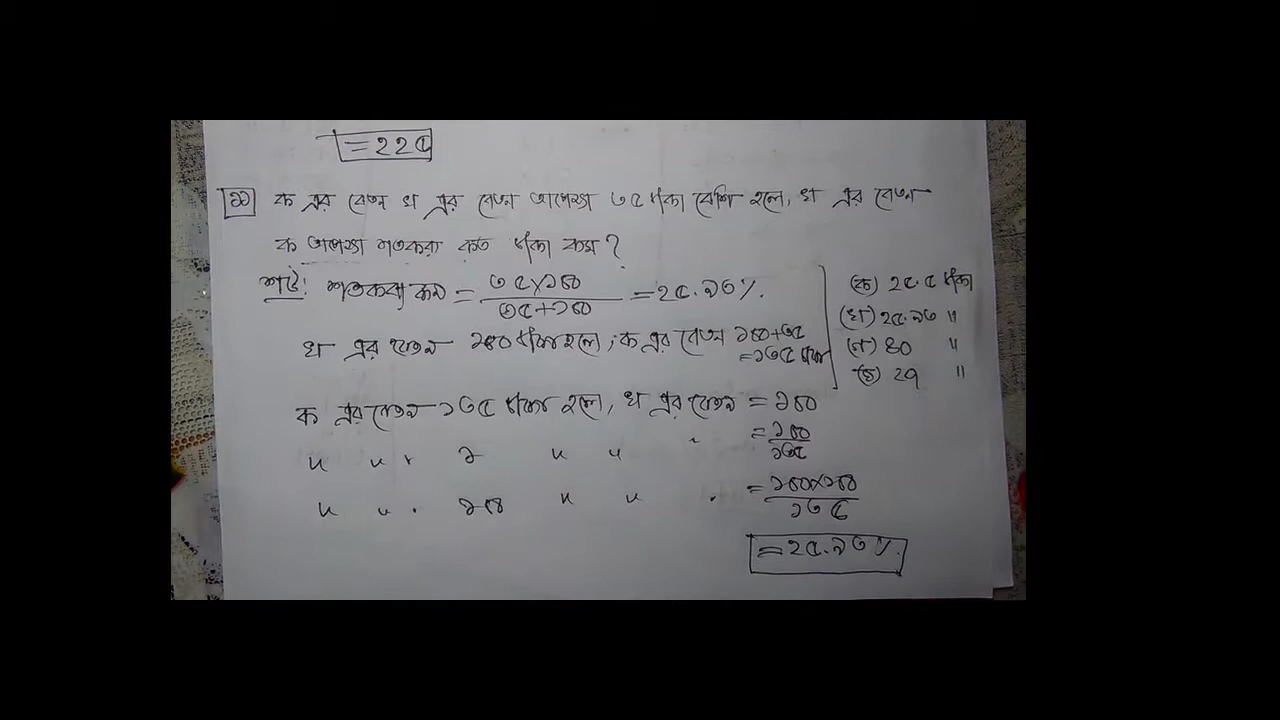 = ২২৫
১১ ক এর বেতন খ এর বেতন অপেক্ষা ৩৫ টাকা বেশি হলে, খ এর বেতন
ক অপেক্ষা শতকরা কত টাকা কম?
শর্ট: শতকরা কম = ৩৫×১০০ / ৩৫+১০০ = ২৫.৯৩%.
(ক) ২৫.৫ টাকা
(খ) ২৫.৯৩ "
(গ) ৪০ "
(ঘ) ২৭ "
খ এর বেতন ১০০ টাকা হলে, ক এর বেতন ১০০+৩৫
= ১৩৫ টাকা
ক এর বেতন ১৩৫ টাকা হলে, খ এর বেতন = ১০০
" " " ১ " " " = ১০০/১৩৫
" " " ১০০ " " " = ১০০×১০০/১৩৫
= ২৫.৯৩%.